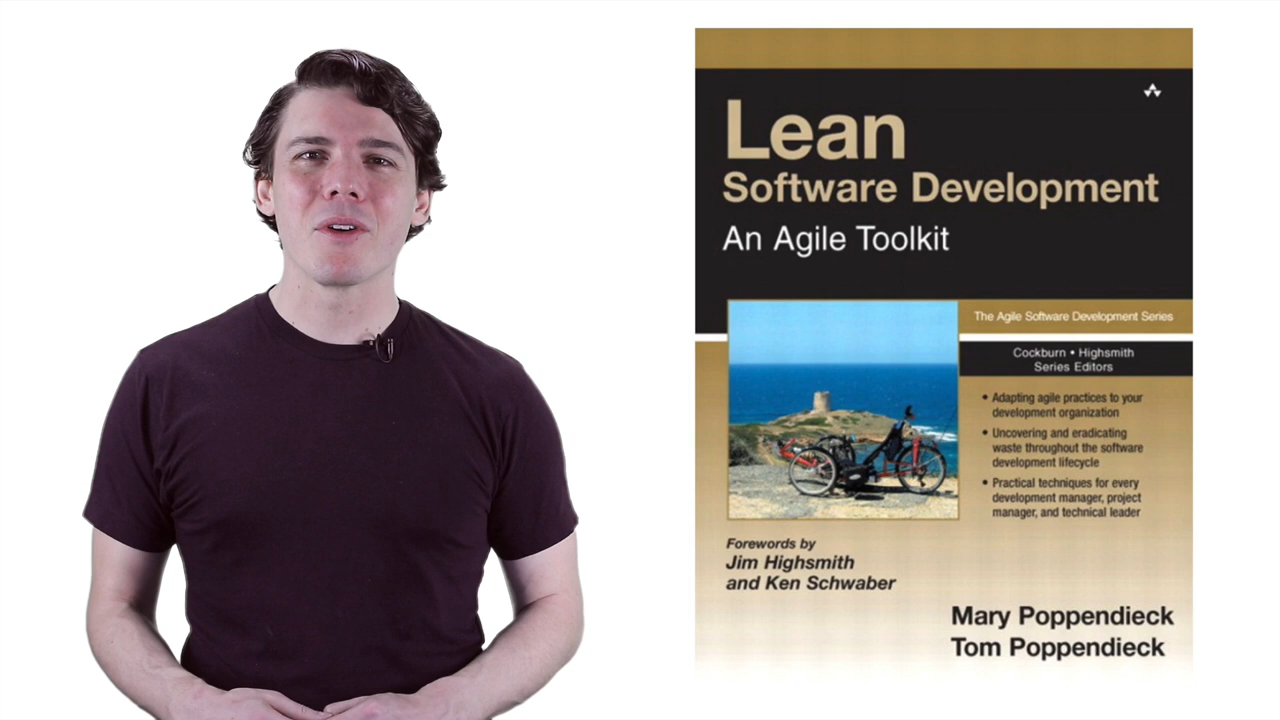 Lean
Software Development
An Agile Toolkit
The Agile Software Development Series
Cockburn • Highsmith
Series Editors
• Adapting agile practices to your
development organization
• Uncovering and eradicating
waste throughout the software
development lifecycle
• Practical techniques for every
development manager, project
manager, and technical leader
Forewords by
Jim Highsmith
and Ken Schwaber
Mary Poppendieck
Tom Poppendieck